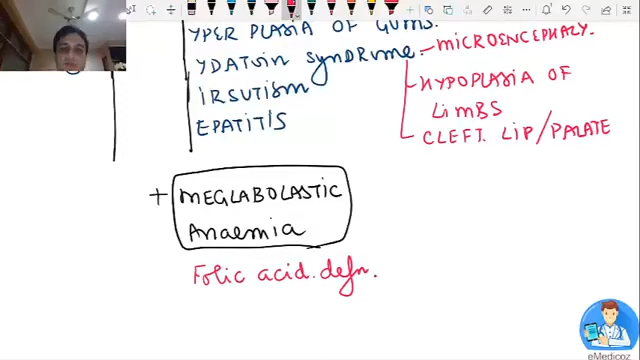 YPER PLASIA OF GUMS.
YDATOIN SYNDROME.
IRSUTISM
EPATITIS
MICROENCEPHALY.
HYPOPLASIA OF
LIMBS
CLEFT. LIP/PALATE
+ MEGLABOLASTIC
Anaemia
Folic acid. defn.
eMedicoz